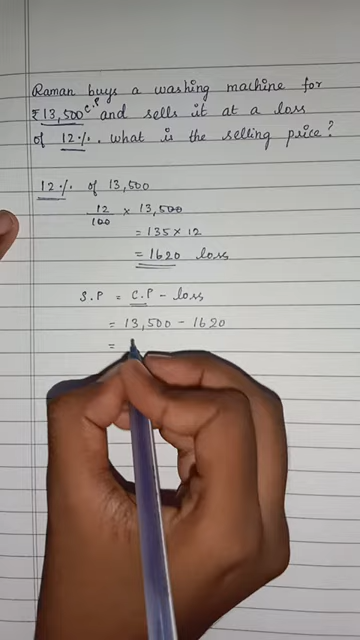 Raman buys a washing machine for
₹13,500 C.P and sells it at a loss
of 12%. What is the selling price?
12% of 13,500
12/100 × 13,500
= 135 × 12
= 1620 loss
S.P = C.P - loss
= 13,500 - 1620
=